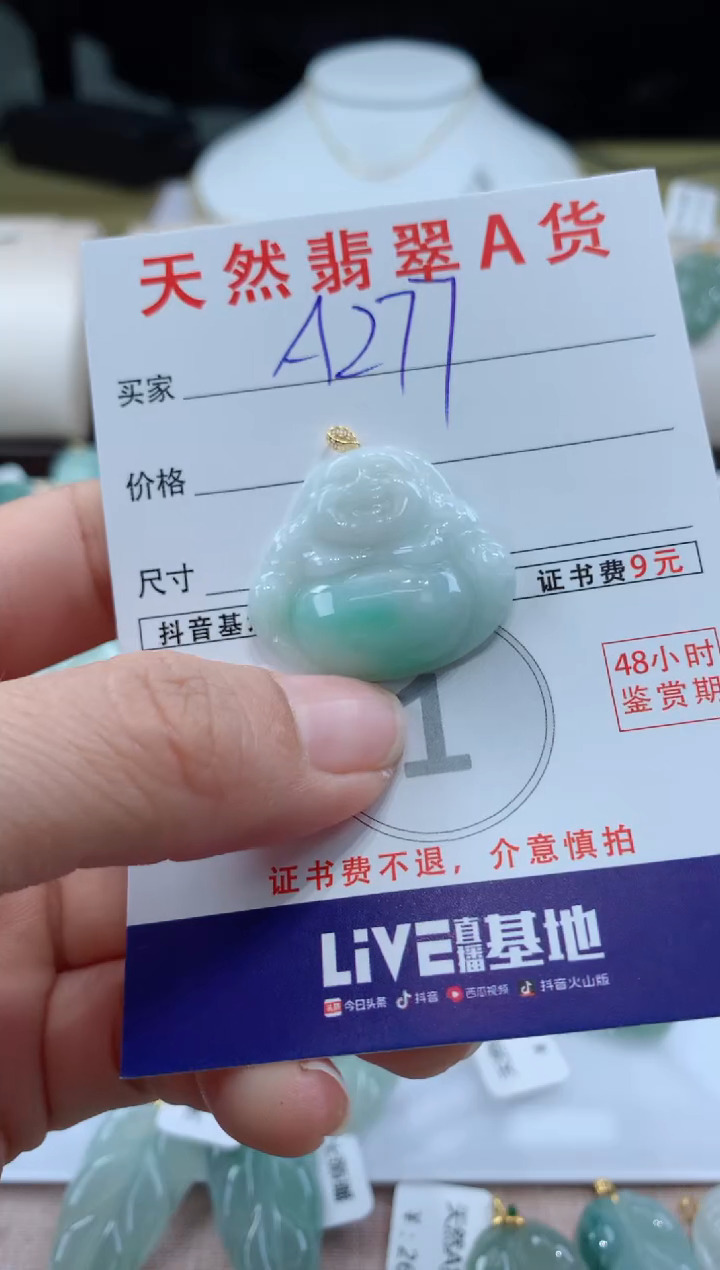 天然翡翠A货
A277
买家
价格
尺寸
抖音基
证书费9元
48小时
鉴赏期
1
证书费不退，介意慎拍
LiVE直播基地
今日头条 抖音 西瓜视频 抖音火山版